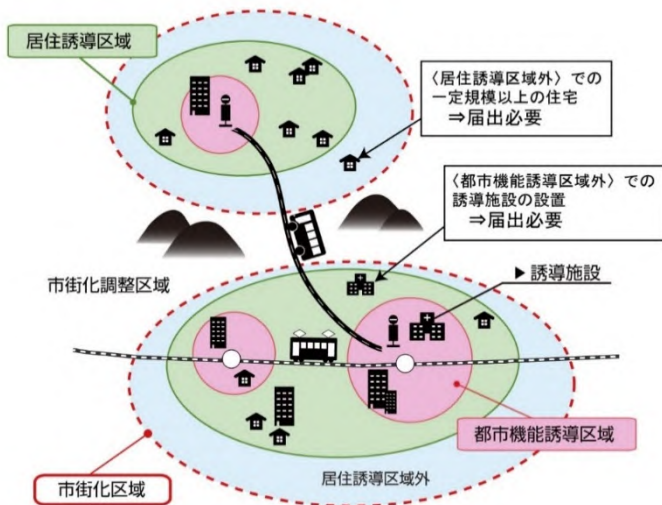 居住誘導区域
〈居住誘導区域外〉での
一定規模以上の住宅
⇒届出必要
〈都市機能誘導区域外〉での
誘導施設の設置
⇒届出必要
市街化調整区域
▶誘導施設
都市機能誘導区域
居住誘導区域外
市街化区域